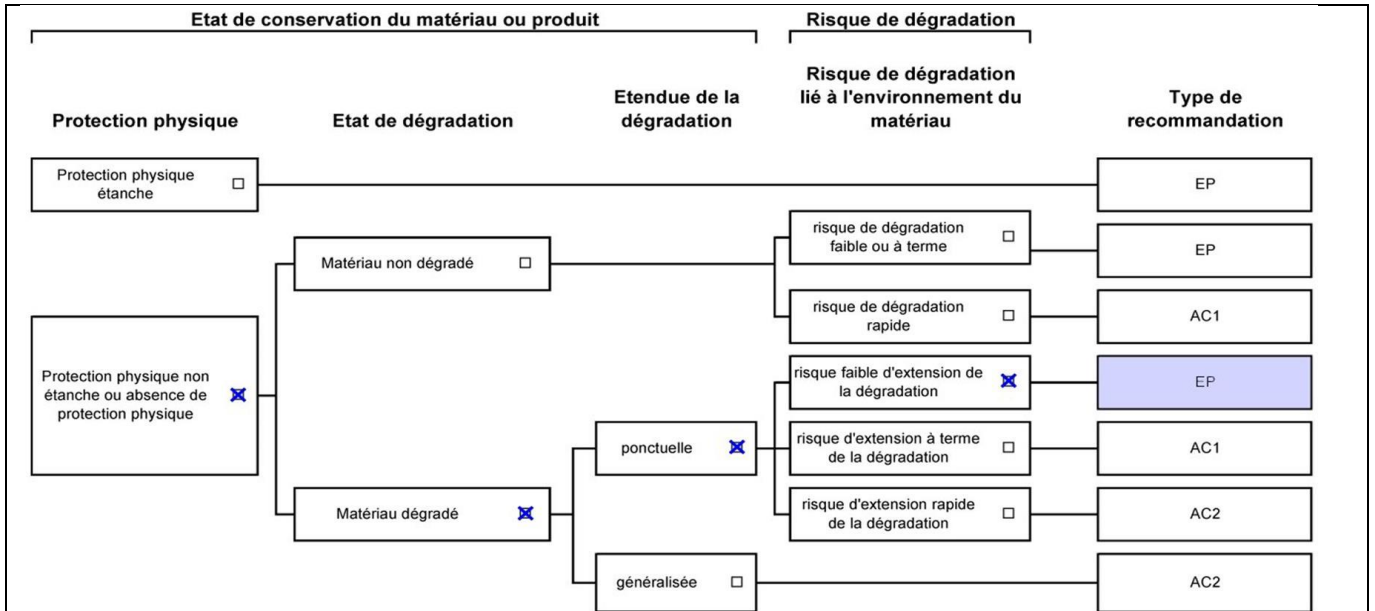 Etat de conservation du matériau ou produit
Risque de dégradation
Protection physique
Etat de dégradation
Etendue de la
dégradation
Risque de dégradation
lié à l'environnement du
matériau
Type de
recommandation
Protection physique
étanche
EP
Matériau non dégradé
risque de dégradation
faible ou à terme
EP
risque de dégradation
rapide
AC1
Protection physique non
étanche ou absence de
protection physique
risque faible d'extension de
la dégradation
EP
ponctuelle
risque d'extension à terme
de la dégradation
AC1
Matériau dégradé
risque d'extension rapide
de la dégradation
AC2
généralisée
AC2